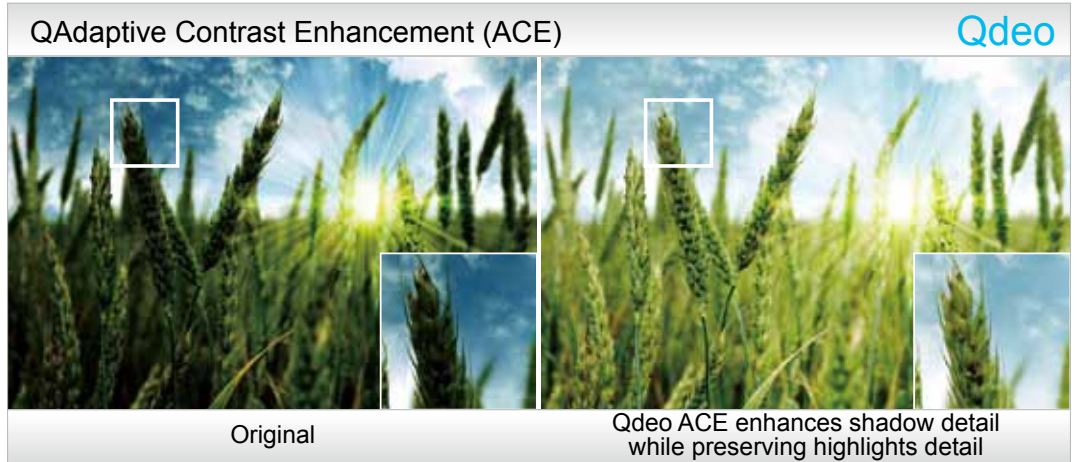 QAdaptive Contrast Enhancement (ACE)
Qdeo
Original
Qdeo ACE enhances shadow detail
while preserving highlights detail